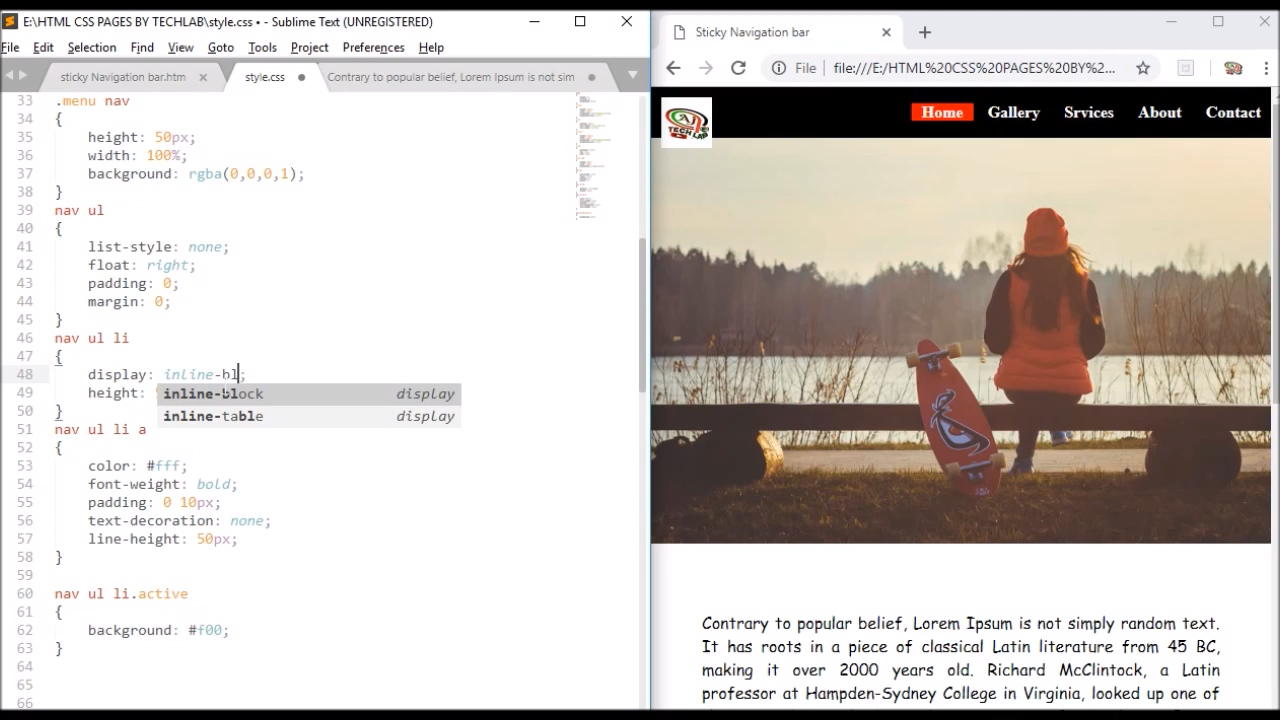 E:\HTML CSS PAGES BY TECHLAB\style.css • - Sublime Text (UNREGISTERED)
File Edit Selection Find View Goto Tools Project Preferences Help
sticky Navigation bar.htm
style.css
Contrary to popular belief, Lorem Ipsum is not sim
33 .menu nav
34 {
35 height: 50px;
36 width: 100%;
37 background: rgba(0,0,0,1);
38 }
39 nav ul
40 {
41 list-style: none;
42 float: right;
43 padding: 0;
44 margin: 0;
45 }
46 nav ul li
47 {
48 display: inline-bl;
49 height:
inline-block display
inline-table display
50 }
51 nav ul li a
52 {
53 color: #fff;
54 font-weight: bold;
55 padding: 0 10px;
56 text-decoration: none;
57 line-height: 50px;
58 }
59
60 nav ul li.active
61 {
62 background: #f00;
63 }
64
65
66
Sticky Navigation bar
File file:///E:/HTML%20CSS%20PAGES%20BY%2...
TECH LAB
Home Gallery Srvices About Contact
Contrary to popular belief, Lorem Ipsum is not simply random text.
It has roots in a piece of classical Latin literature from 45 BC,
making it over 2000 years old. Richard McClintock, a Latin
professor at Hampden-Sydney College in Virginia, looked up one of